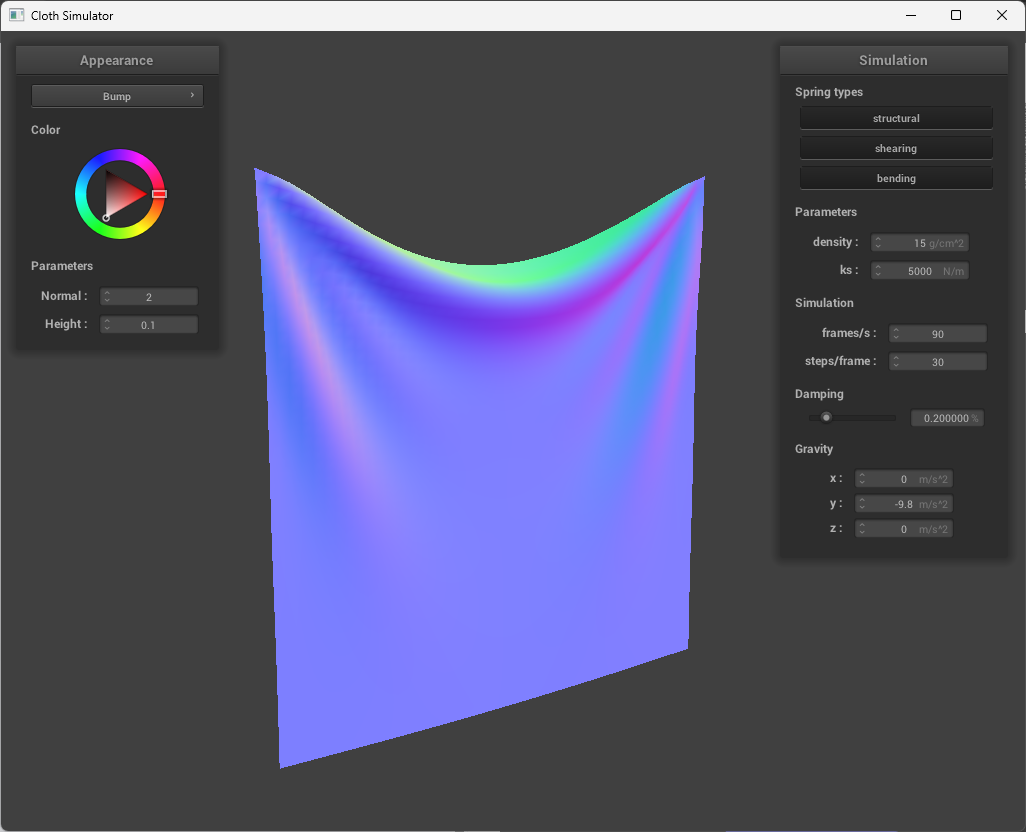 Cloth Simulator
Appearance
Bump
Color
Parameters
Normal : 2
Height : 0.1
Simulation
Spring types
structural
shearing
bending
Parameters
density : 15 g/cm^2
ks : 5000 N/m
Simulation
frames/s : 90
steps/frame : 30
Damping
0.200000 %
Gravity
x : 0 m/s^2
y : -9.8 m/s^2
z : 0 m/s^2